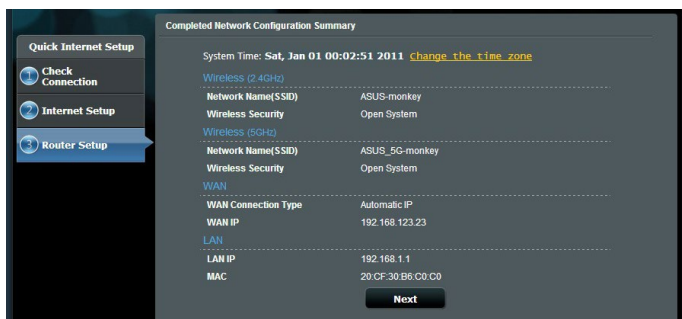 Completed Network Configuration Summary
Quick Internet Setup
1 Check Connection
2 Internet Setup
3 Router Setup
System Time: Sat, Jan 01 00:02:51 2011 Change the time zone
Wireless (2.4GHz)
Network Name(SSID) ASUS-monkey
Wireless Security Open System
Wireless (5GHz)
Network Name(SSID) ASUS_5G-monkey
Wireless Security Open System
WAN
WAN Connection Type Automatic IP
WAN IP 192.168.123.23
LAN
LAN IP 192.168.1.1
MAC 20:CF:30:B6:C0:C0
Next